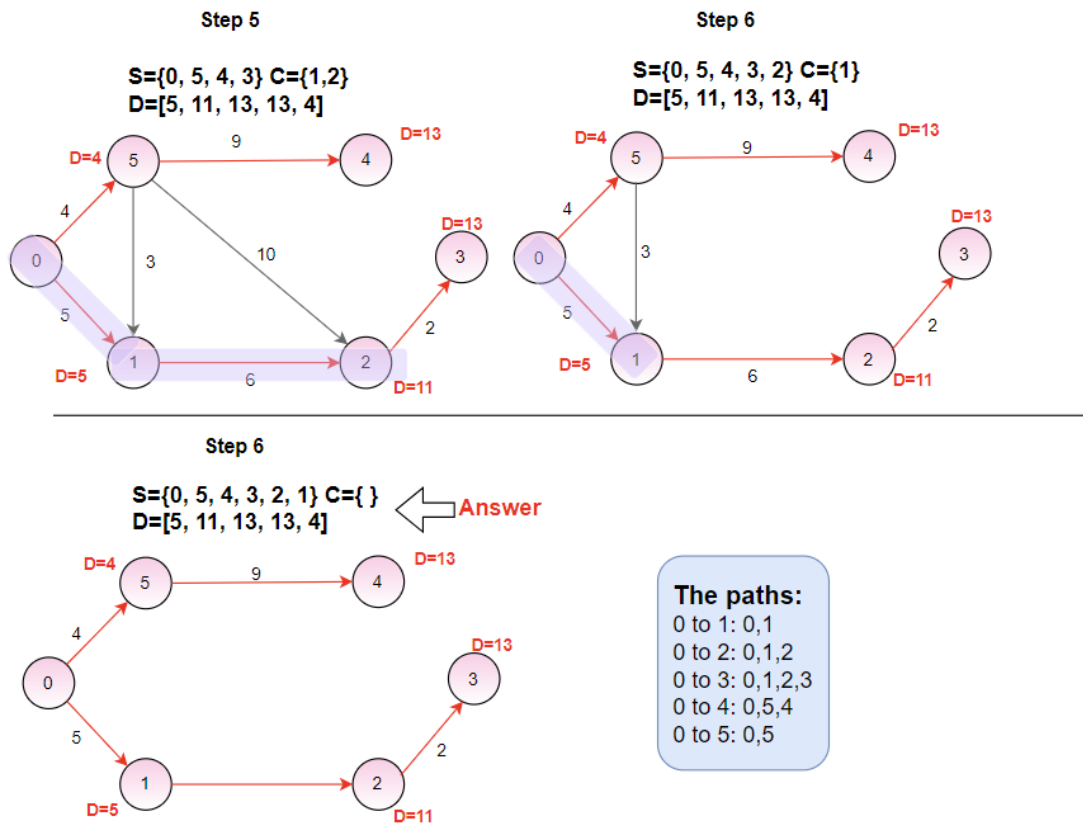 Step 5
S={0, 5, 4, 3} C={1,2}
D=[5, 11, 13, 13, 4]
D=13
D=4
5
9
4
4
D=13
0
3
10
3
5
2
D=5
1
6
2
D=11
Step 6
S={0, 5, 4, 3, 2} C={1}
D=[5, 11, 13, 13, 4]
D=13
D=4
5
9
4
4
D=13
0
3
3
5
2
D=5
1
6
2
D=11
Step 6
S={0, 5, 4, 3, 2, 1} C={ }
D=[5, 11, 13, 13, 4]
Answer
D=4
5
9
4
D=13
4
D=13
0
3
5
2
1
2
D=5
D=11
The paths:
0 to 1: 0,1
0 to 2: 0,1,2
0 to 3: 0,1,2,3
0 to 4: 0,5,4
0 to 5: 0,5